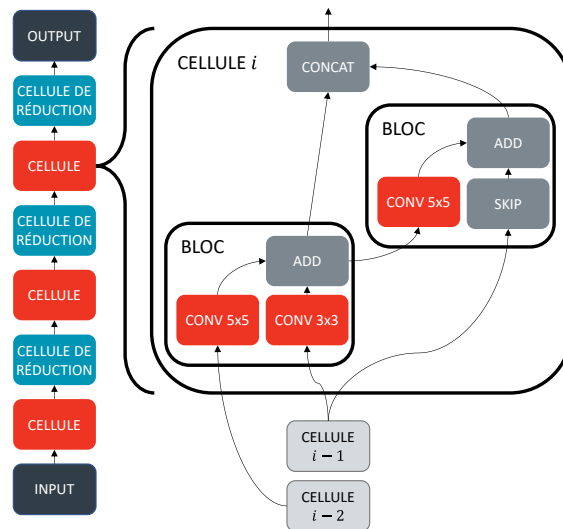 OUTPUT
CELLULE DE
RÉDUCTION
CELLULE
CELLULE DE
RÉDUCTION
CELLULE
CELLULE DE
RÉDUCTION
CELLULE
INPUT
CELLULE i
CONCAT
BLOC
ADD
CONV 5x5
SKIP
BLOC
ADD
CONV 5x5
CONV 3x3
CELLULE
i − 1
CELLULE
i − 2